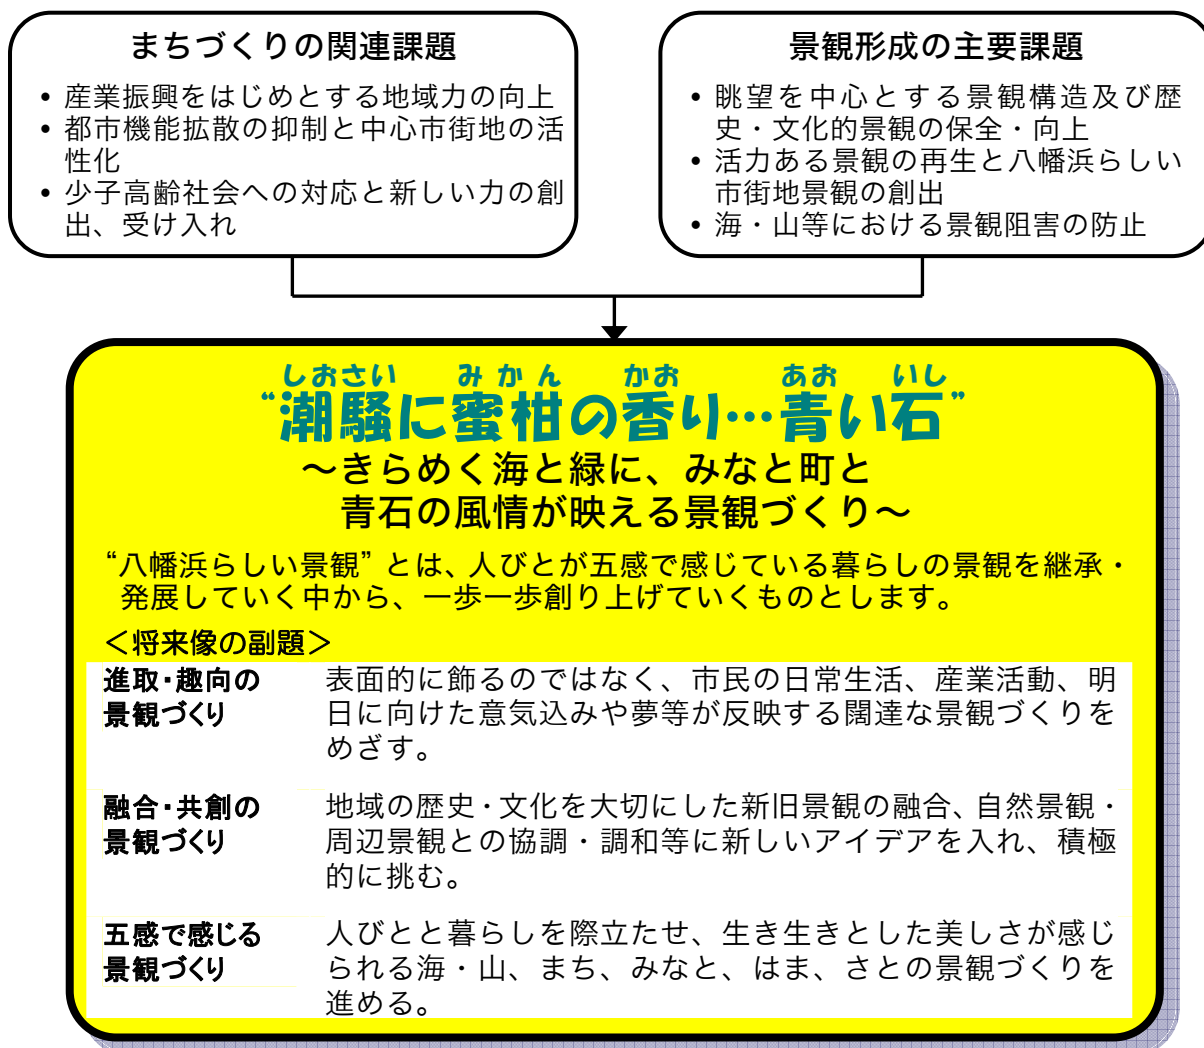 まちづくりの関連課題
• 産業振興をはじめとする地域力の向上
• 都市機能拡散の抑制と中心市街地の活
性化
• 少子高齢社会への対応と新しい力の創
出、受け入れ
景観形成の主要課題
• 眺望を中心とする景観構造及び歴
史・文化的景観の保全・向上
• 活力ある景観の再生と八幡浜らしい
市街地景観の創出
• 海・山等における景観阻害の防止
しおさい みかん かお あお いし
“潮騒に蜜柑の香り…青い石”
～きらめく海と緑に、みなと町と
青石の風情が映える景観づくり～
“八幡浜らしい景観”とは、人びとが五感で感じている暮らしの景観を継承・
発展していく中から、一歩一歩創り上げていくものとします。
＜将来像の副題＞
進取・趣向の
景観づくり
表面的に飾るのではなく、市民の日常生活、産業活動、明
日に向けた意気込みや夢等が反映する闊達な景観づくりを
めざす。
融合・共創の
景観づくり
地域の歴史・文化を大切にした新旧景観の融合、自然景観・
周辺景観との協調・調和等に新しいアイデアを入れ、積極
的に挑む。
五感で感じる
景観づくり
人びとと暮らしを際立たせ、生き生きとした美しさが感じ
られる海・山、まち、みなと、はま、さとの景観づくりを
進める。